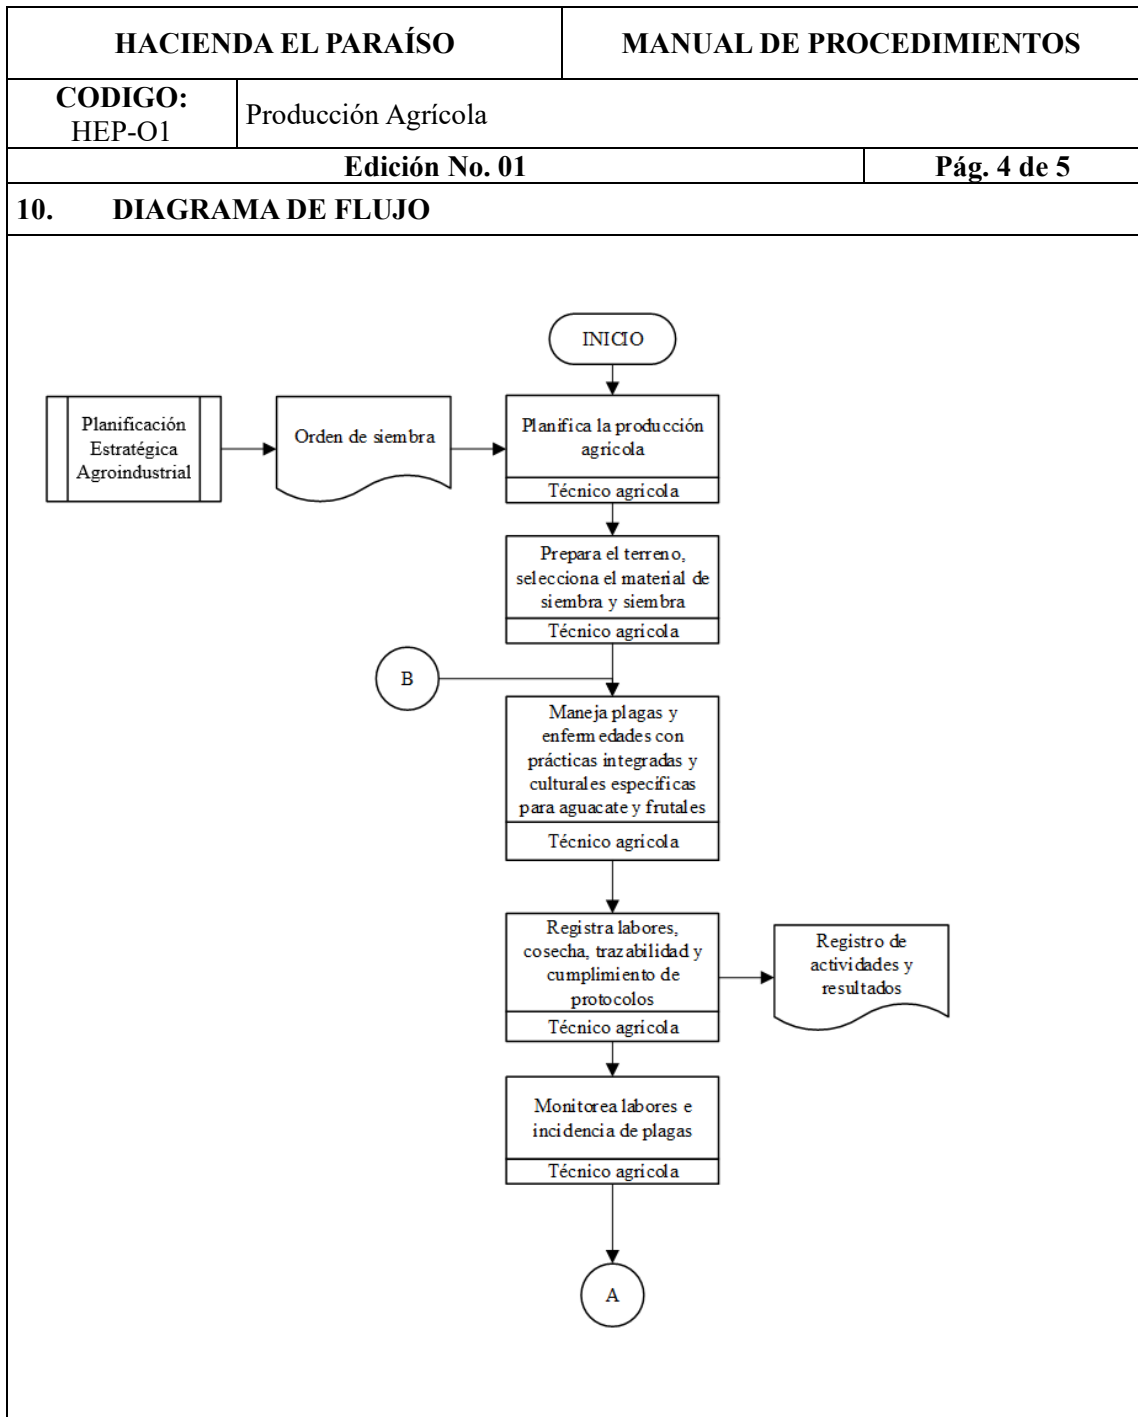 HACIENDA EL PARAÍSO
MANUAL DE PROCEDIMIENTOS
CODIGO:
HEP-O1
Producción Agrícola
Edición No. 01
Pág. 4 de 5
10. DIAGRAMA DE FLUJO
INICIO
Planificación
Estratégica
Agroindustrial
Orden de siembra
Planifica la producción
agrícola
Técnico agrícola
Prepara el terreno,
selecciona el material de
siembra y siembra
Técnico agrícola
B
Maneja plagas y
enfermedades con
prácticas integradas y
culturales específicas
para aguacate y frutales
Técnico agrícola
Registra labores,
cosecha, trazabilidad y
cumplimiento de
protocolos
Técnico agrícola
Registro de
actividades y
resultados
Monitorea labores e
incidencia de plagas
Técnico agrícola
A